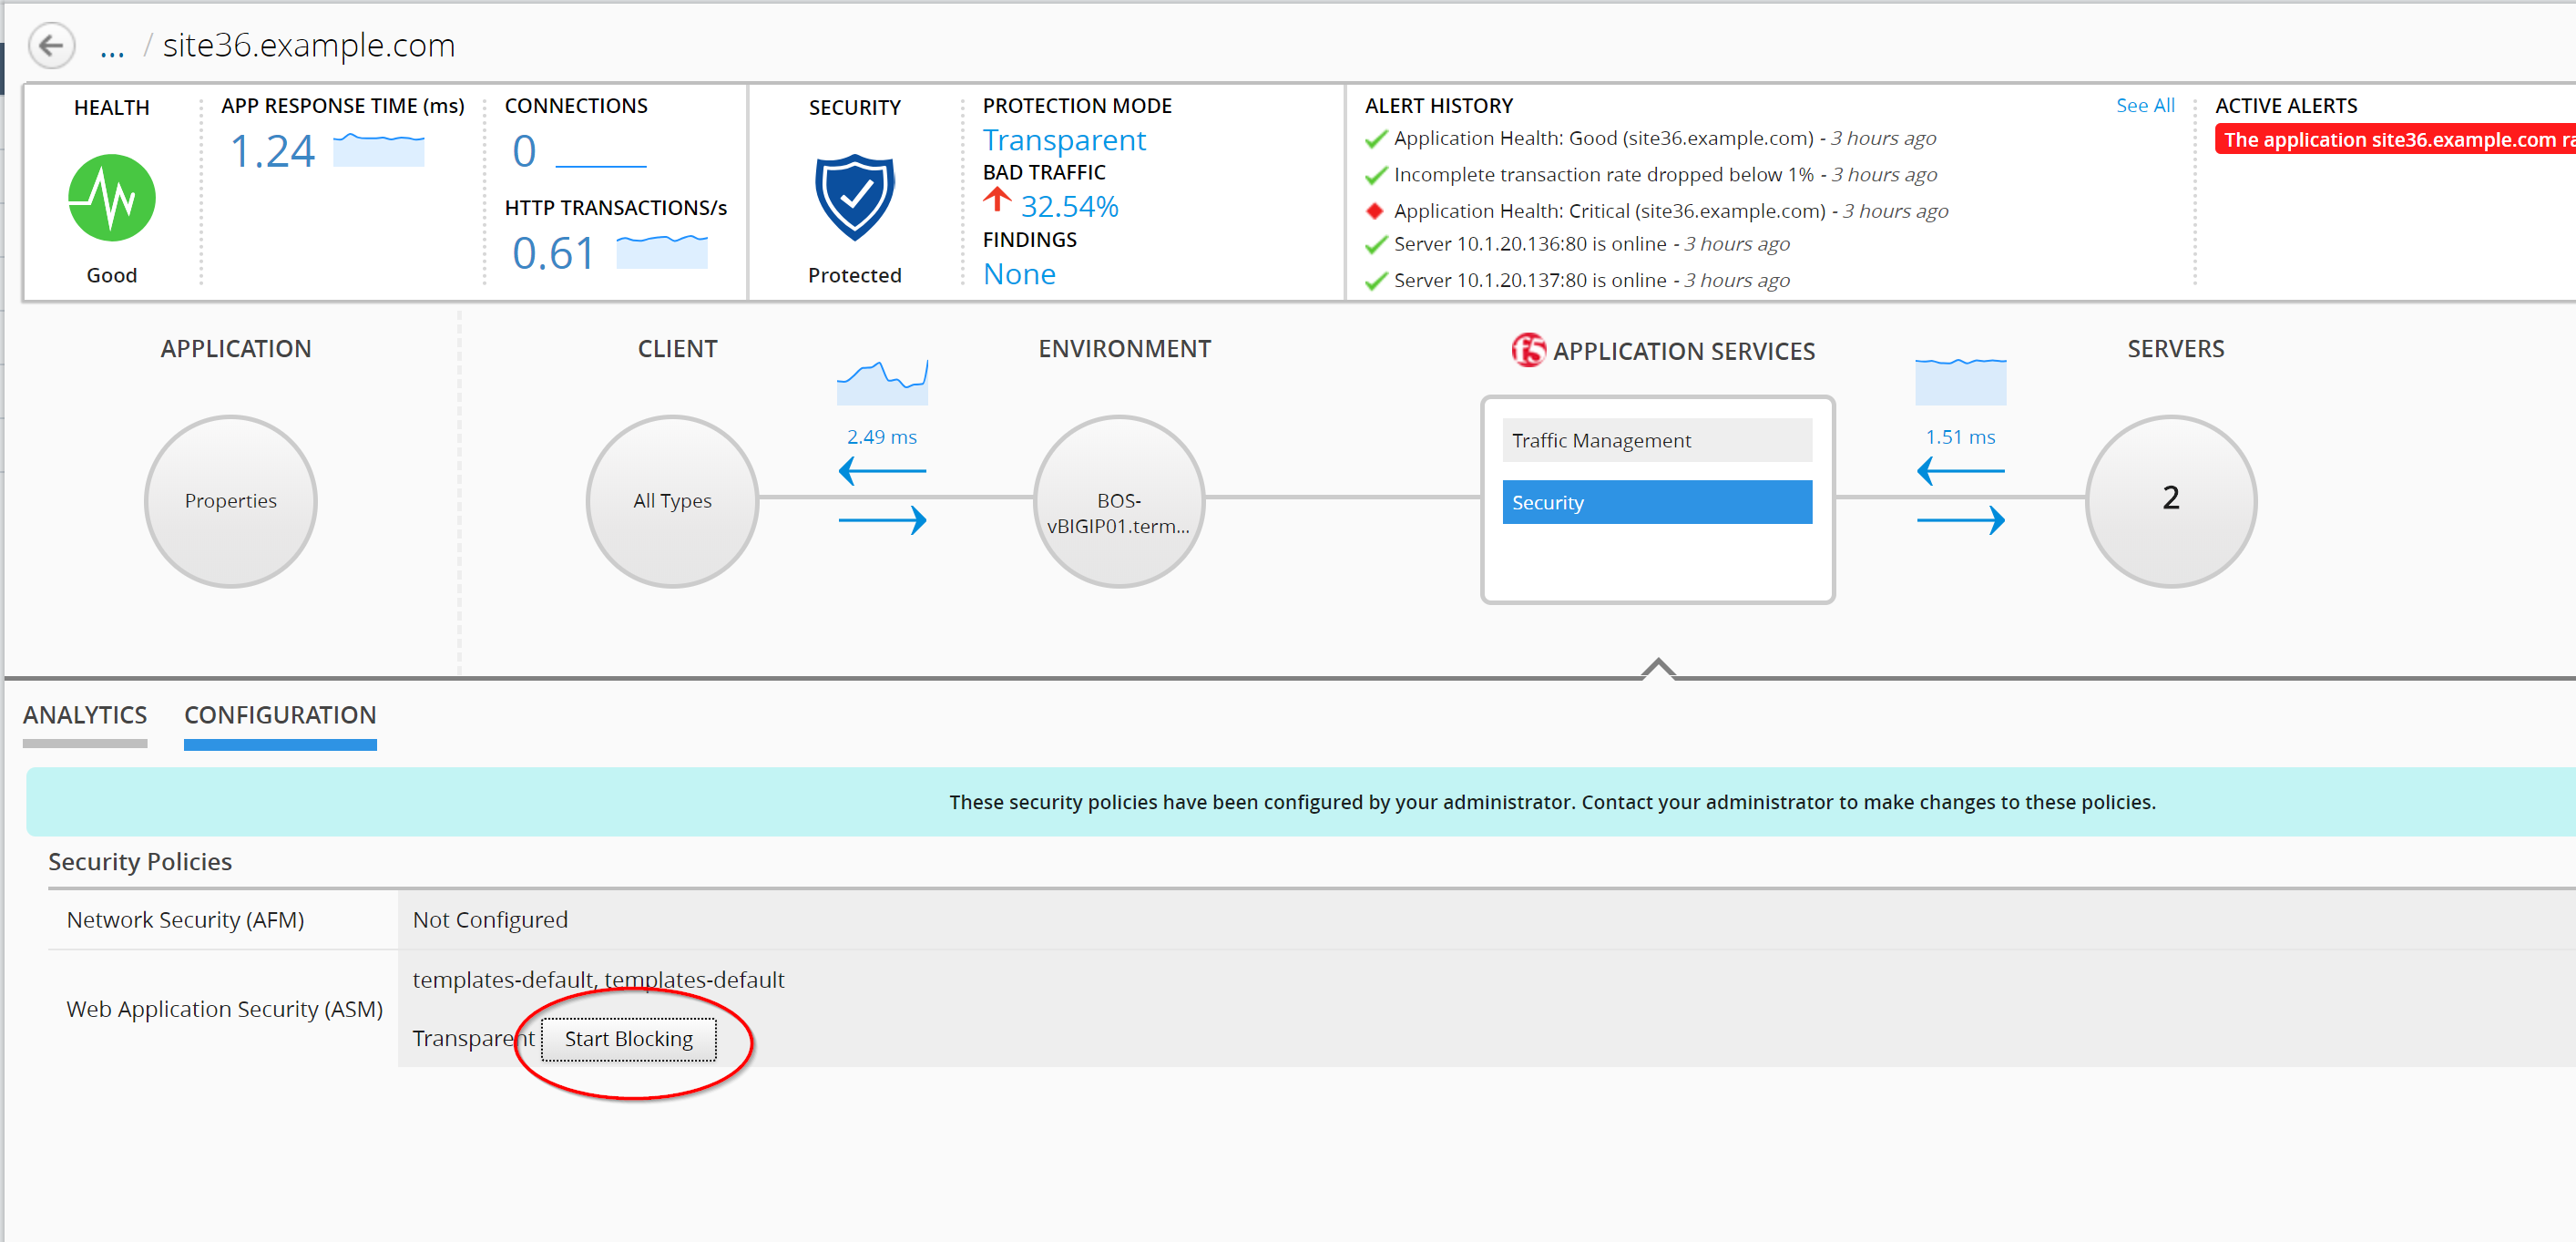 ... / site36.example.com
HEALTH
Good
APP RESPONSE TIME (ms)
1.24
CONNECTIONS
0
HTTP TRANSACTIONS/s
0.61
SECURITY
Protected
PROTECTION MODE
Transparent
BAD TRAFFIC
32.54%
FINDINGS
None
ALERT HISTORY
See All
Application Health: Good (site36.example.com) - 3 hours ago
Incomplete transaction rate dropped below 1% - 3 hours ago
Application Health: Critical (site36.example.com) - 3 hours ago
Server 10.1.20.136:80 is online - 3 hours ago
Server 10.1.20.137:80 is online - 3 hours ago
ACTIVE ALERTS
The application site36.example.com ra
APPLICATION
Properties
CLIENT
All Types
2.49 ms
ENVIRONMENT
BOS-
vBIGIP01.term...
f5 APPLICATION SERVICES
Traffic Management
Security
1.51 ms
SERVERS
2
ANALYTICS
CONFIGURATION
These security policies have been configured by your administrator. Contact your administrator to make changes to these policies.
Security Policies
Network Security (AFM)
Not Configured
Web Application Security (ASM)
templates-default, templates-default
Transparent
Start Blocking